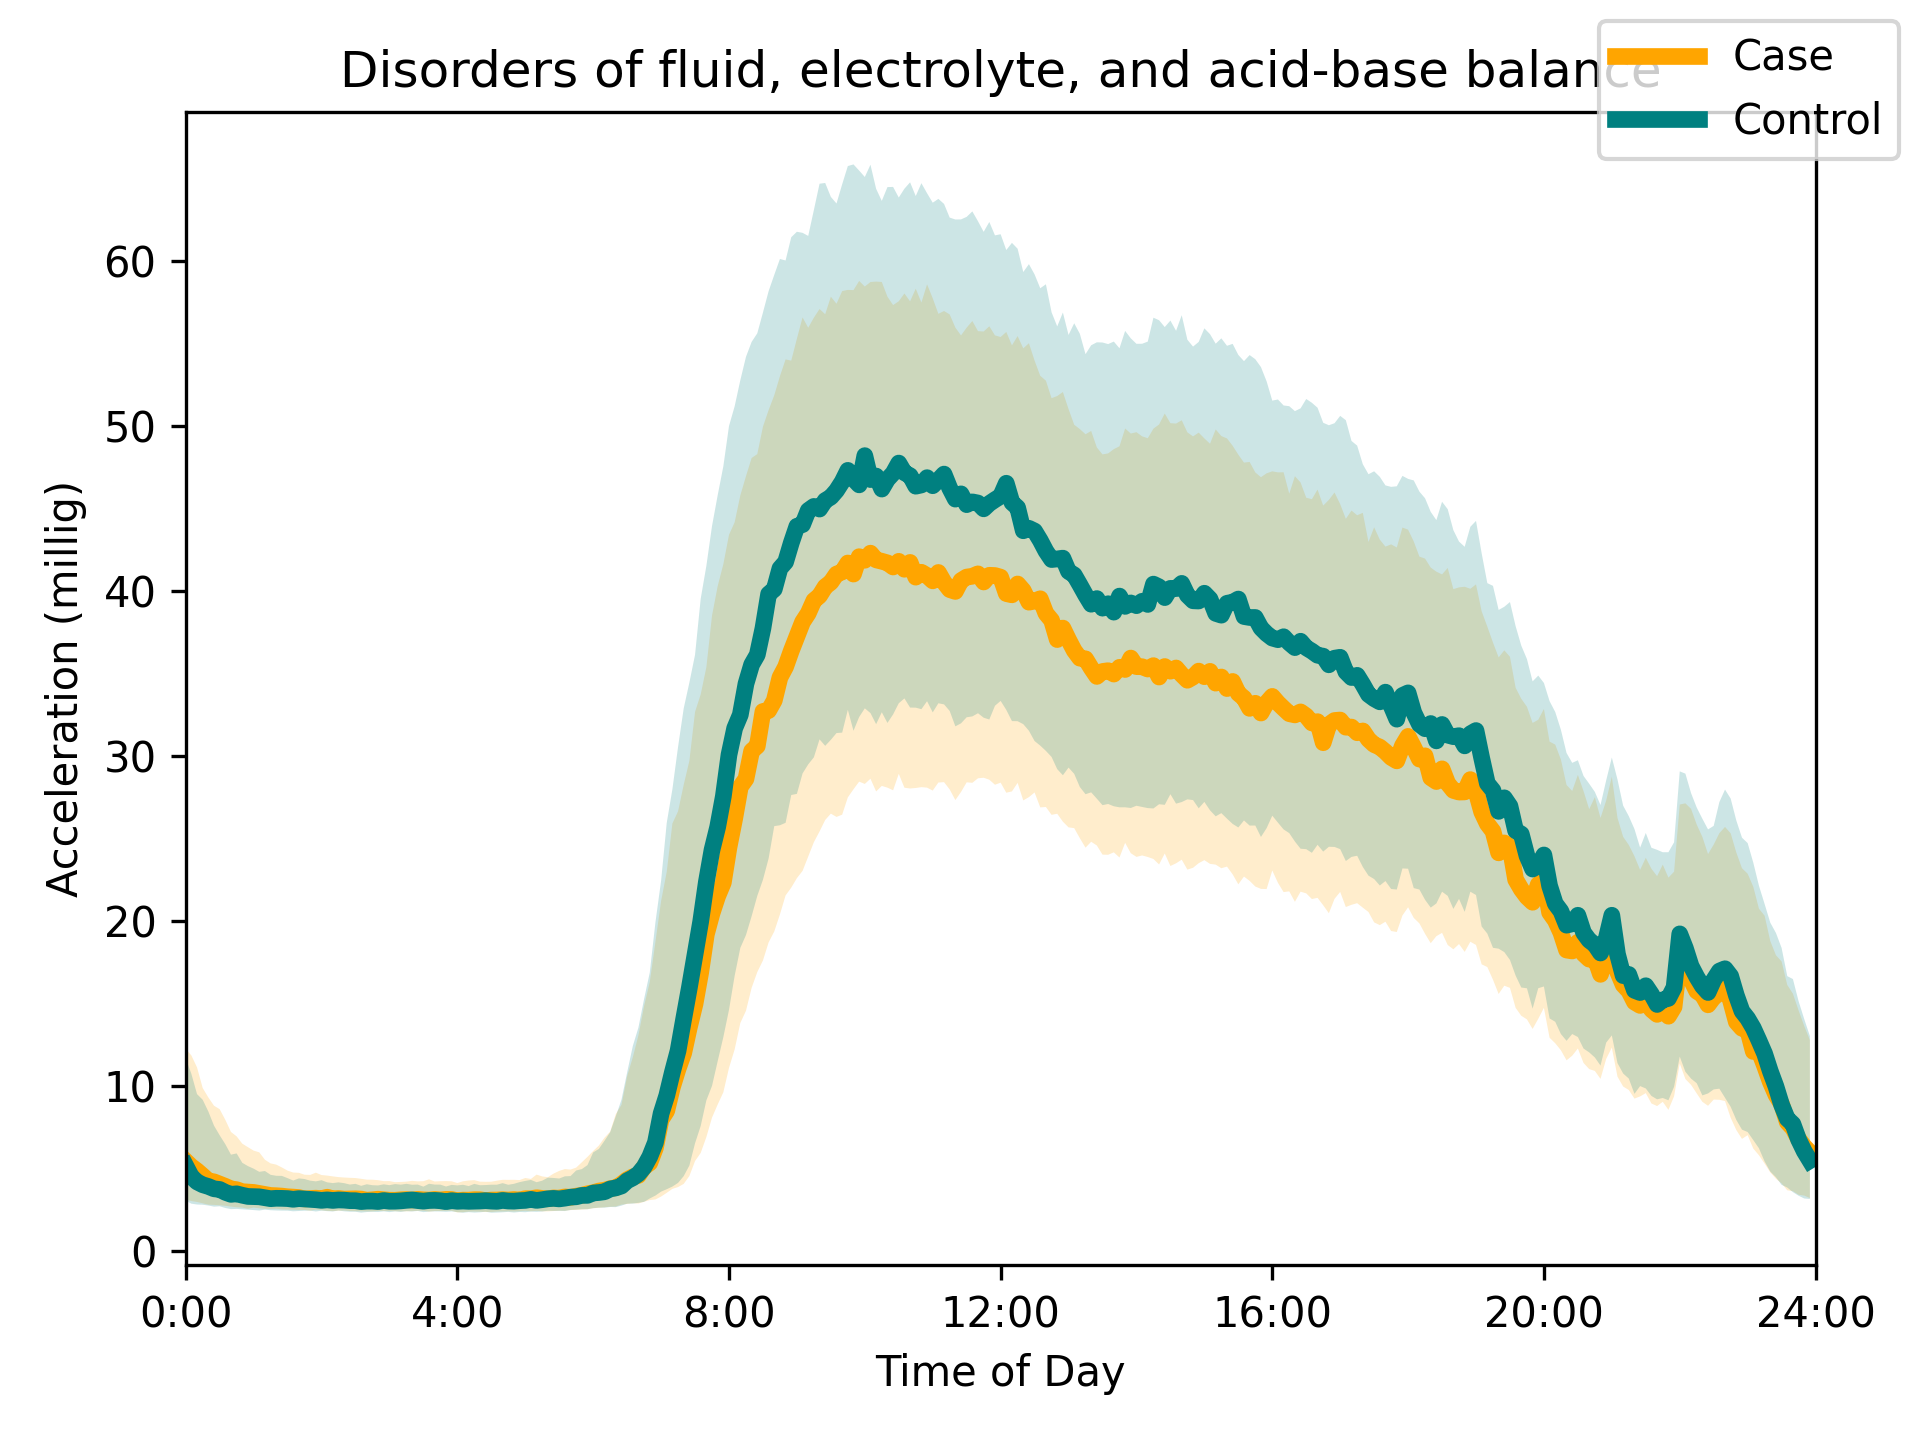 Disorders of fluid, electrolyte, and acid-base balance
Case
Control
Acceleration (millig)
60
50
40
30
20
10
0
0:00 4:00 8:00 12:00 16:00 20:00 24:00
Time of Day